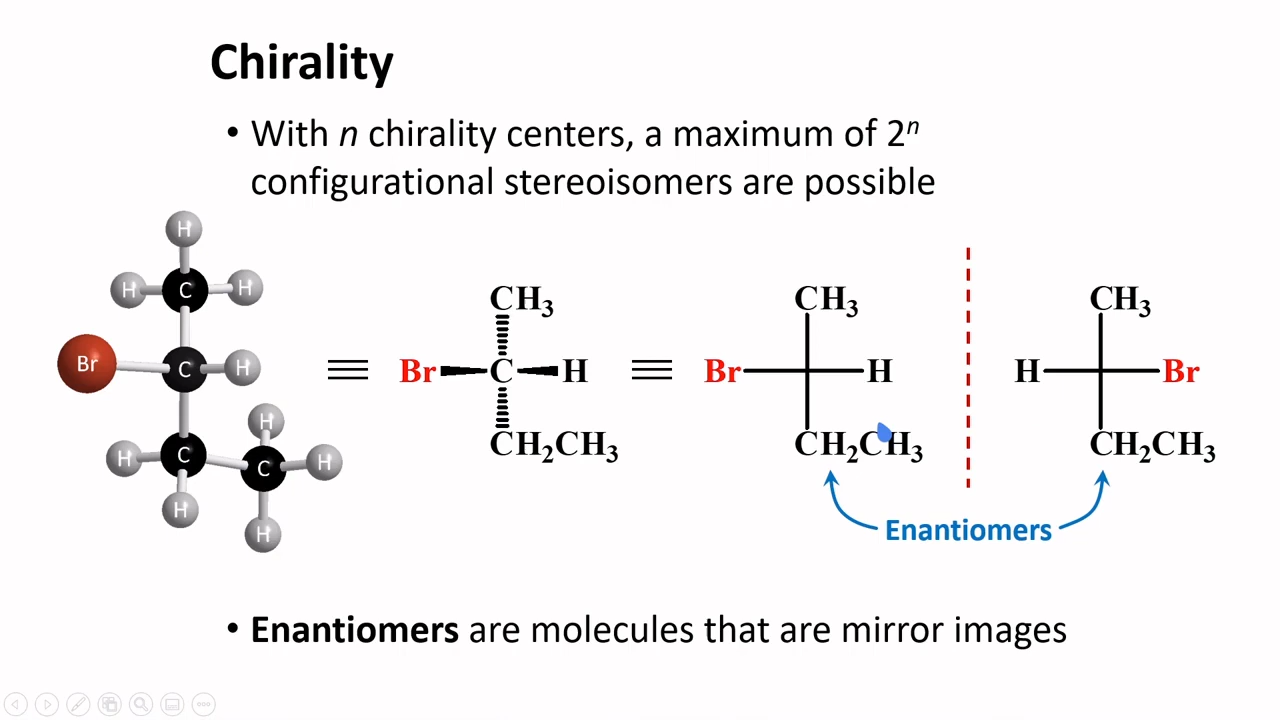 Chirality
• With n chirality centers, a maximum of 2ⁿ
configurational stereoisomers are possible
H
H C H
Br C H
H
H C C H
H
H
CH₃
Br C H
CH₂CH₃
CH₃
Br H
CH₂CH₃
CH₃
H Br
CH₂CH₃
Enantiomers
• Enantiomers are molecules that are mirror images